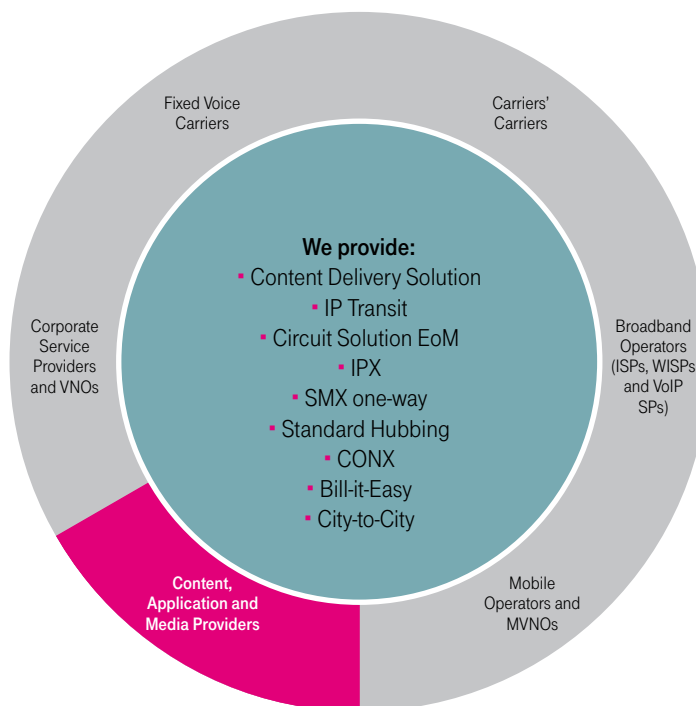 Fixed Voice
Carriers
Carriers’
Carriers
We provide:
▪ Content Delivery Solution
▪ IP Transit
▪ Circuit Solution EoM
▪ IPX
▪ SMX one-way
▪ Standard Hubbing
▪ CONX
▪ Bill-it-Easy
▪ City-to-City
Corporate
Service
Providers
and VNOs
Broadband
Operators
(ISPs, WISPs
and VoIP
SPs)
Content,
Application and
Media Providers
Mobile
Operators and
MVNOs